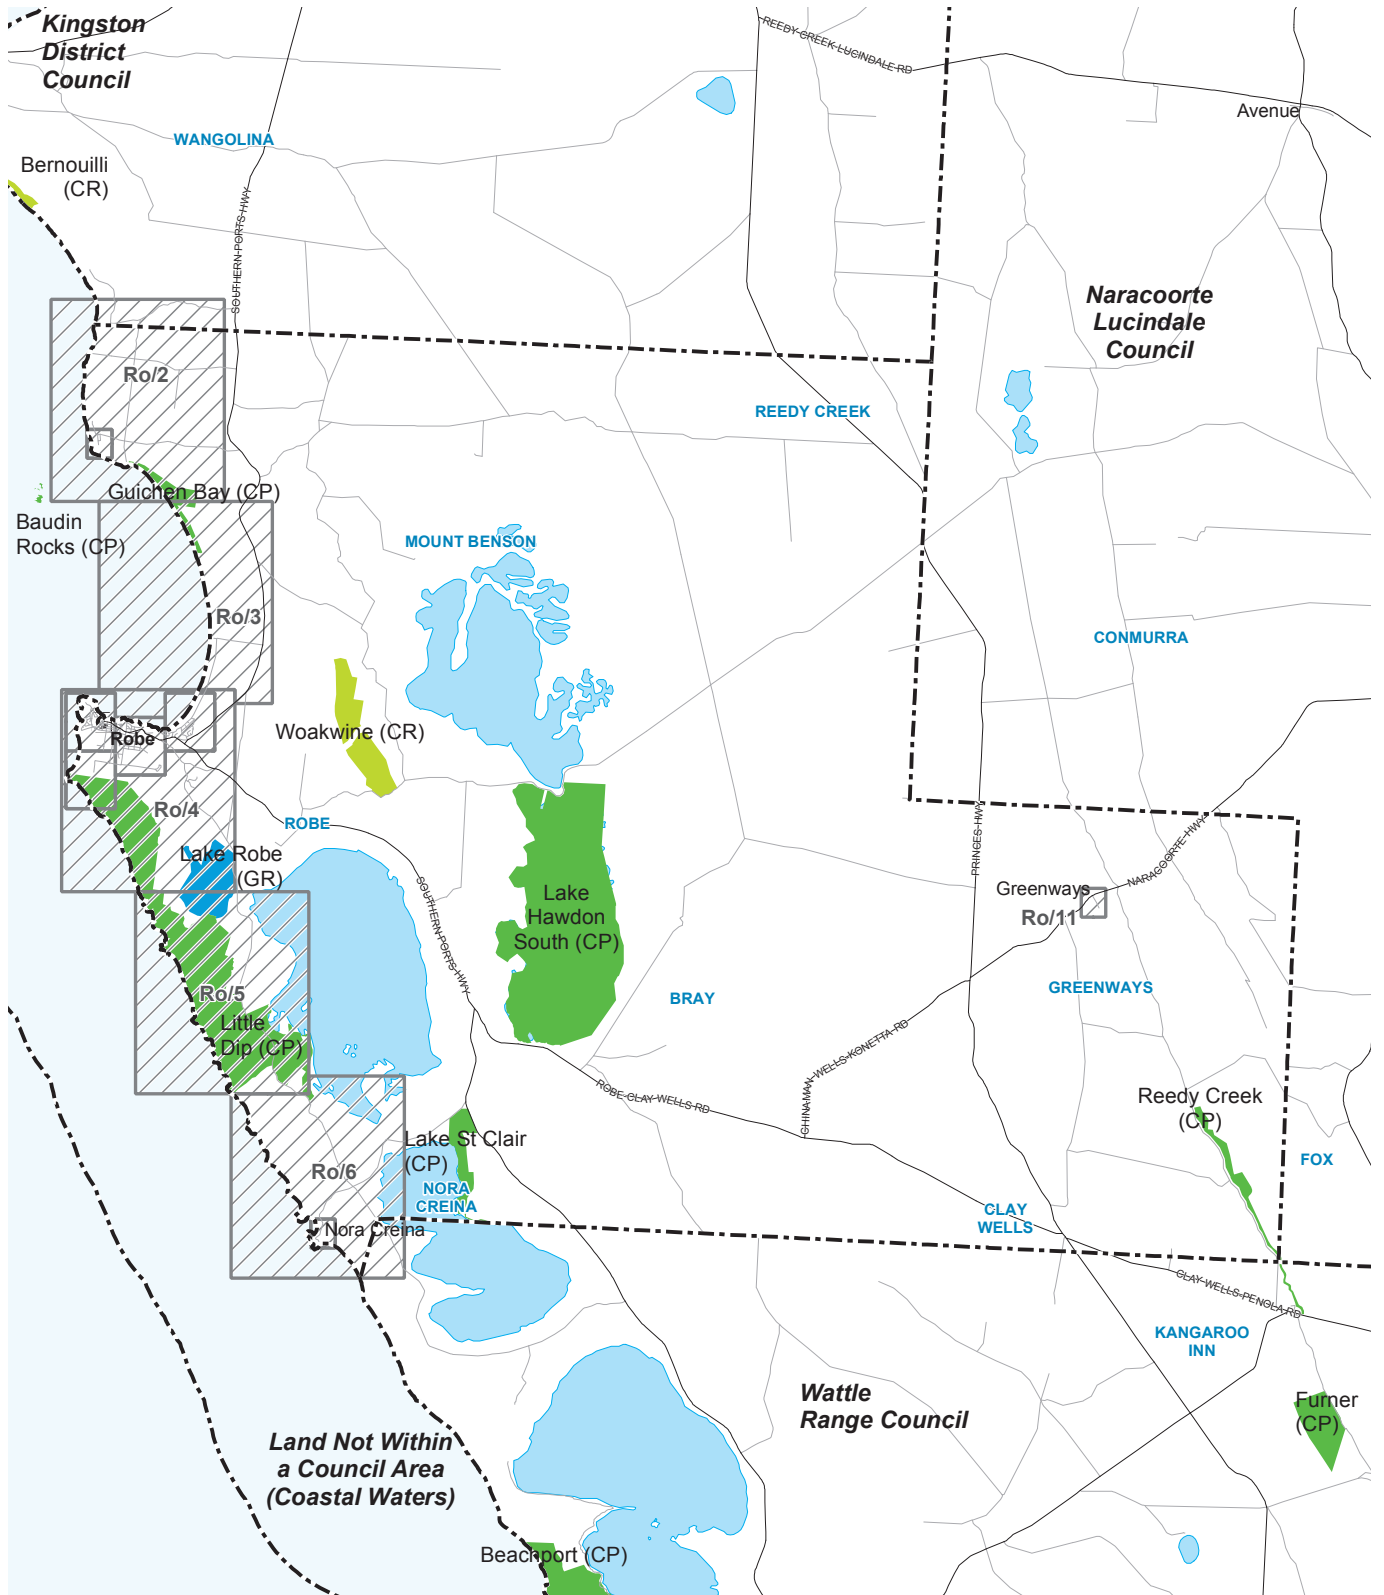 Kingston
District
Council
REEDY CREEK-LUCINDALE RD
Avenue
WANGOLINA
Bernouilli
(CR)
SOUTHERN PORTS HWY
Naracoorte
Lucindale
Council
Ro/2
REEDY CREEK
Guichen Bay (CP)
Baudin
Rocks (CP)
MOUNT BENSON
Ro/3
CONMURRA
Woakwine (CR)
Robe
Ro/4
ROBE
PRINCES HWY
NARACOORTE HWY
Lake Robe
(GR)
SOUTHERN PORTS HWY
Lake
Hawdon
South (CP)
Greenways
Ro/11
Ro/5
BRAY
GREENWAYS
Little
Dip (CP)
CHINAMAN WELLS-KONETTA RD
ROBE-CLAY WELLS RD
Reedy Creek
(CP)
Lake St Clair
(CP)
Ro/6
NORA
CREINA
FOX
CLAY
WELLS
Nora Creina
CLAY WELLS-PENOLA RD
KANGAROO
INN
Wattle
Range Council
Furner
(CP)
Land Not Within
a Council Area
(Coastal Waters)
Beachport (CP)